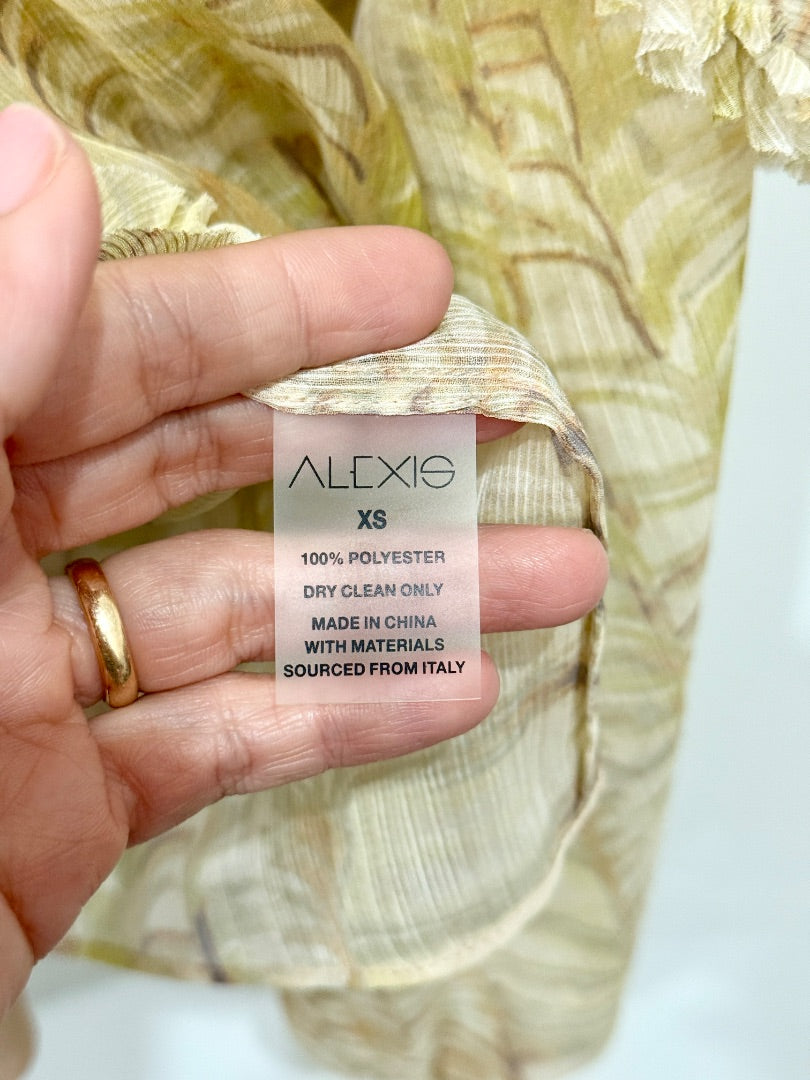 ALEXIS
XS
100% POLYESTER
DRY CLEAN ONLY
MADE IN CHINA
WITH MATERIALS
SOURCED FROM ITALY